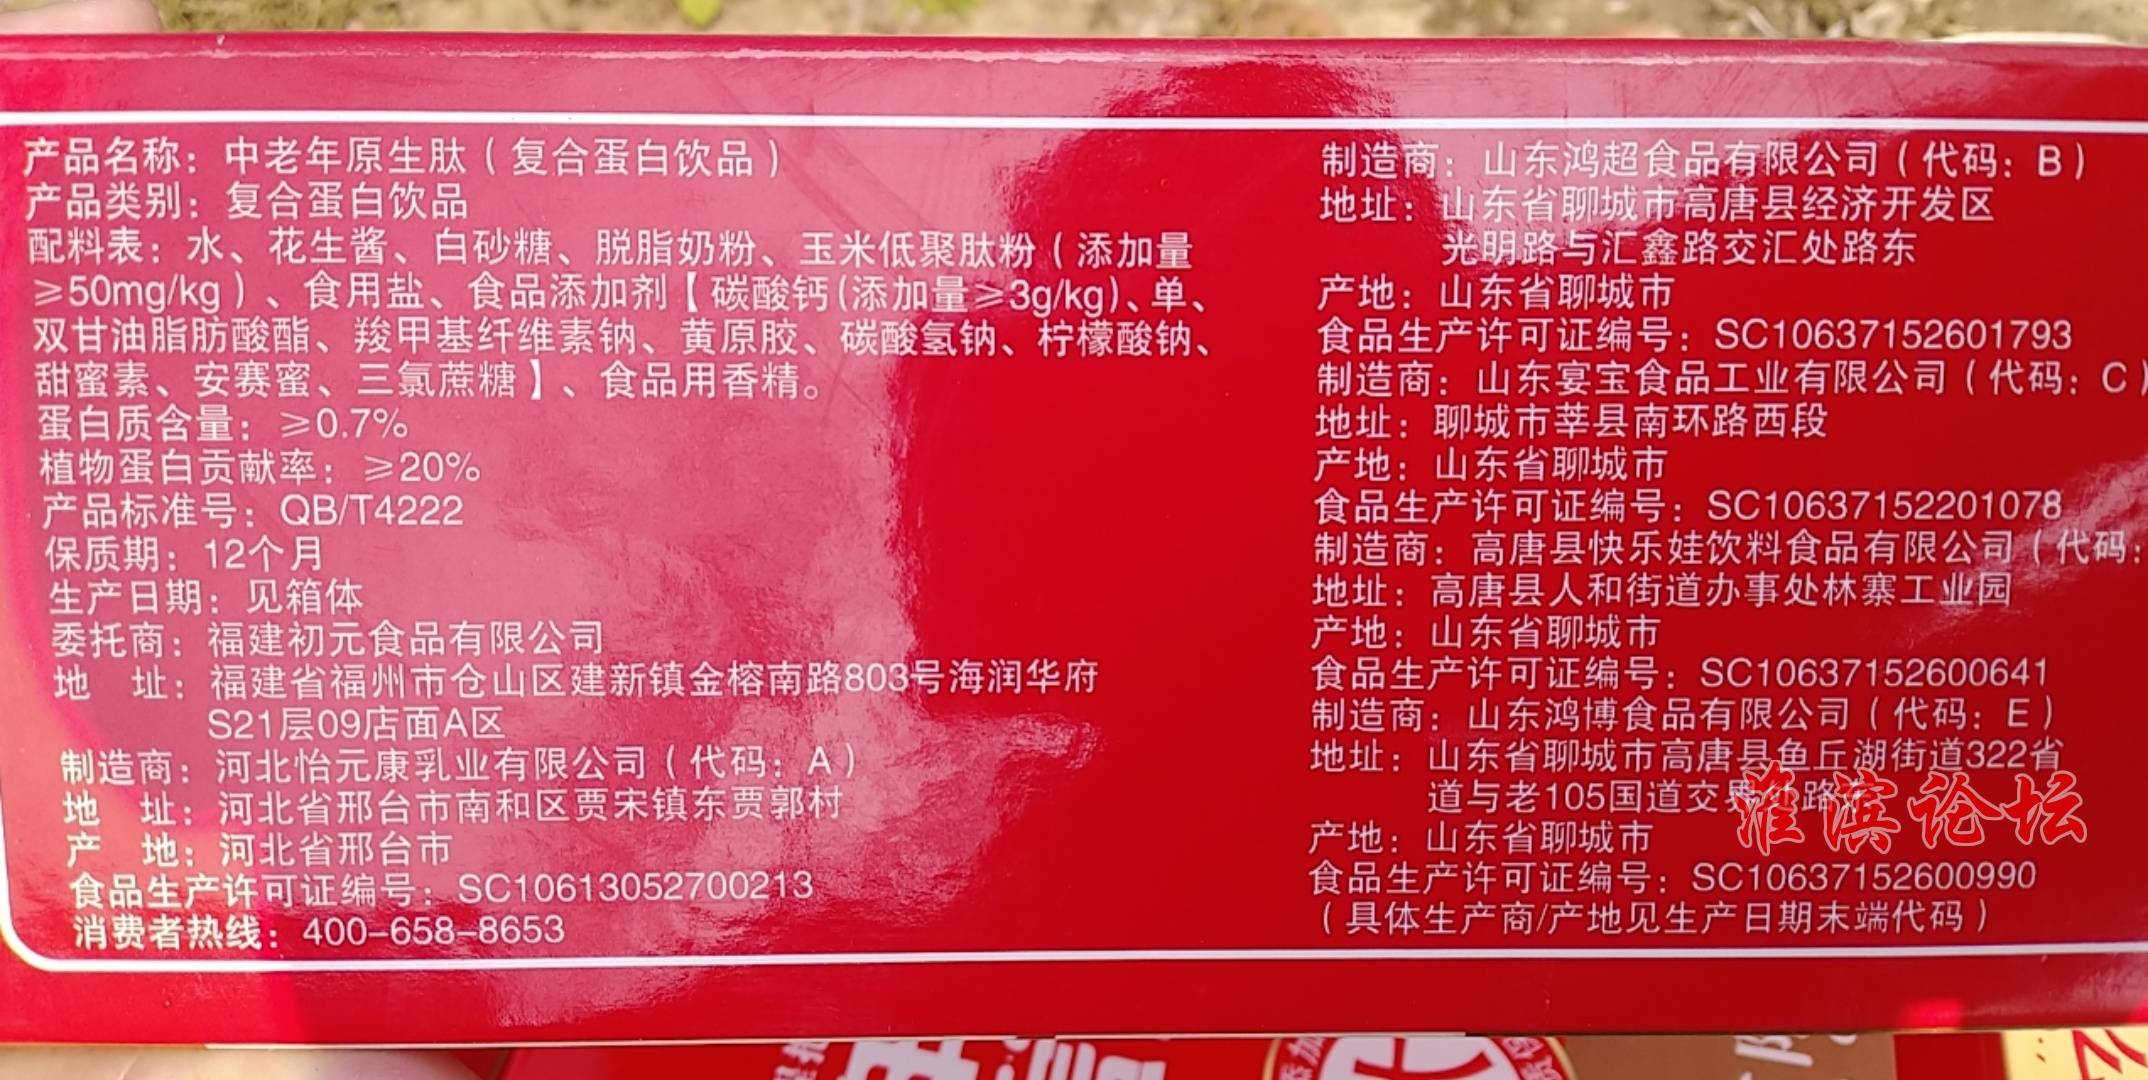 产品名称：中老年原生肽（复合蛋白饮品）
产品类别：复合蛋白饮品
配料表：水、花生酱、白砂糖、脱脂奶粉、玉米低聚肽粉（添加量
≥50mg/kg）、食用盐、食品添加剂【碳酸钙(添加量≥3g/kg)、单、
双甘油脂肪酸酯、羧甲基纤维素钠、黄原胶、碳酸氢钠、柠檬酸钠、
甜蜜素、安赛蜜、三氯蔗糖】、食品用香精。
蛋白质含量：≥0.7%
植物蛋白贡献率：≥20%
产品标准号：QB/T4222
保质期：12个月
生产日期：见箱体
委托商：福建初元食品有限公司
地 址：福建省福州市仓山区建新镇金榕南路803号海润华府
S21层09店面A区
制造商：河北怡元康乳业有限公司（代码：A）
地 址：河北省邢台市南和区贾宋镇东贾郭村
产 地：河北省邢台市
食品生产许可证编号：SC10613052700213
消费者热线：400-658-8653
制造商：山东鸿超食品有限公司（代码：B）
地址：山东省聊城市高唐县经济开发区
光明路与汇鑫路交汇处路东
产地：山东省聊城市
食品生产许可证编号：SC10637152601793
制造商：山东宴宝食品工业有限公司（代码：C）
地址：聊城市莘县南环路西段
产地：山东省聊城市
食品生产许可证编号：SC10637152201078
制造商：高唐县快乐娃饮料食品有限公司（代码：
地址：高唐县人和街道办事处林寨工业园
产地：山东省聊城市
食品生产许可证编号：SC10637152600641
制造商：山东鸿博食品有限公司（代码：E）
地址：山东省聊城市高唐县鱼丘湖街道322省
道与老105国道交 路
产地：山东省聊城市
食品生产许可证编号：SC10637152600990
（具体生产商/产地见生产日期末端代码）
淮滨论坛